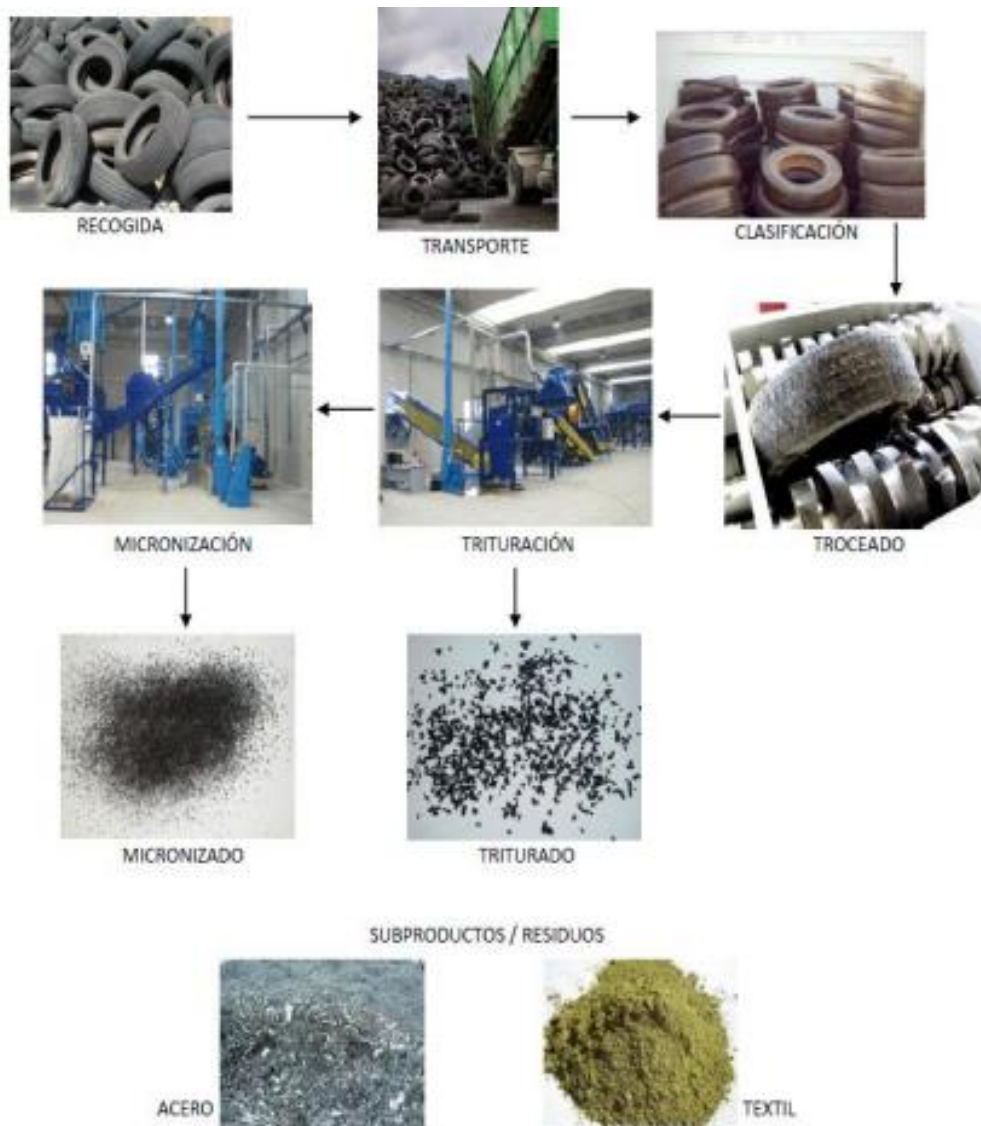 RECOGIDA
TRANSPORTE
CLASIFICACIÓN
MICRONIZACIÓN
TRITURACIÓN
TROCEADO
MICRONIZADO
TRITURADO
SUBPRODUCTOS / RESIDUOS
ACERO
TEXTIL